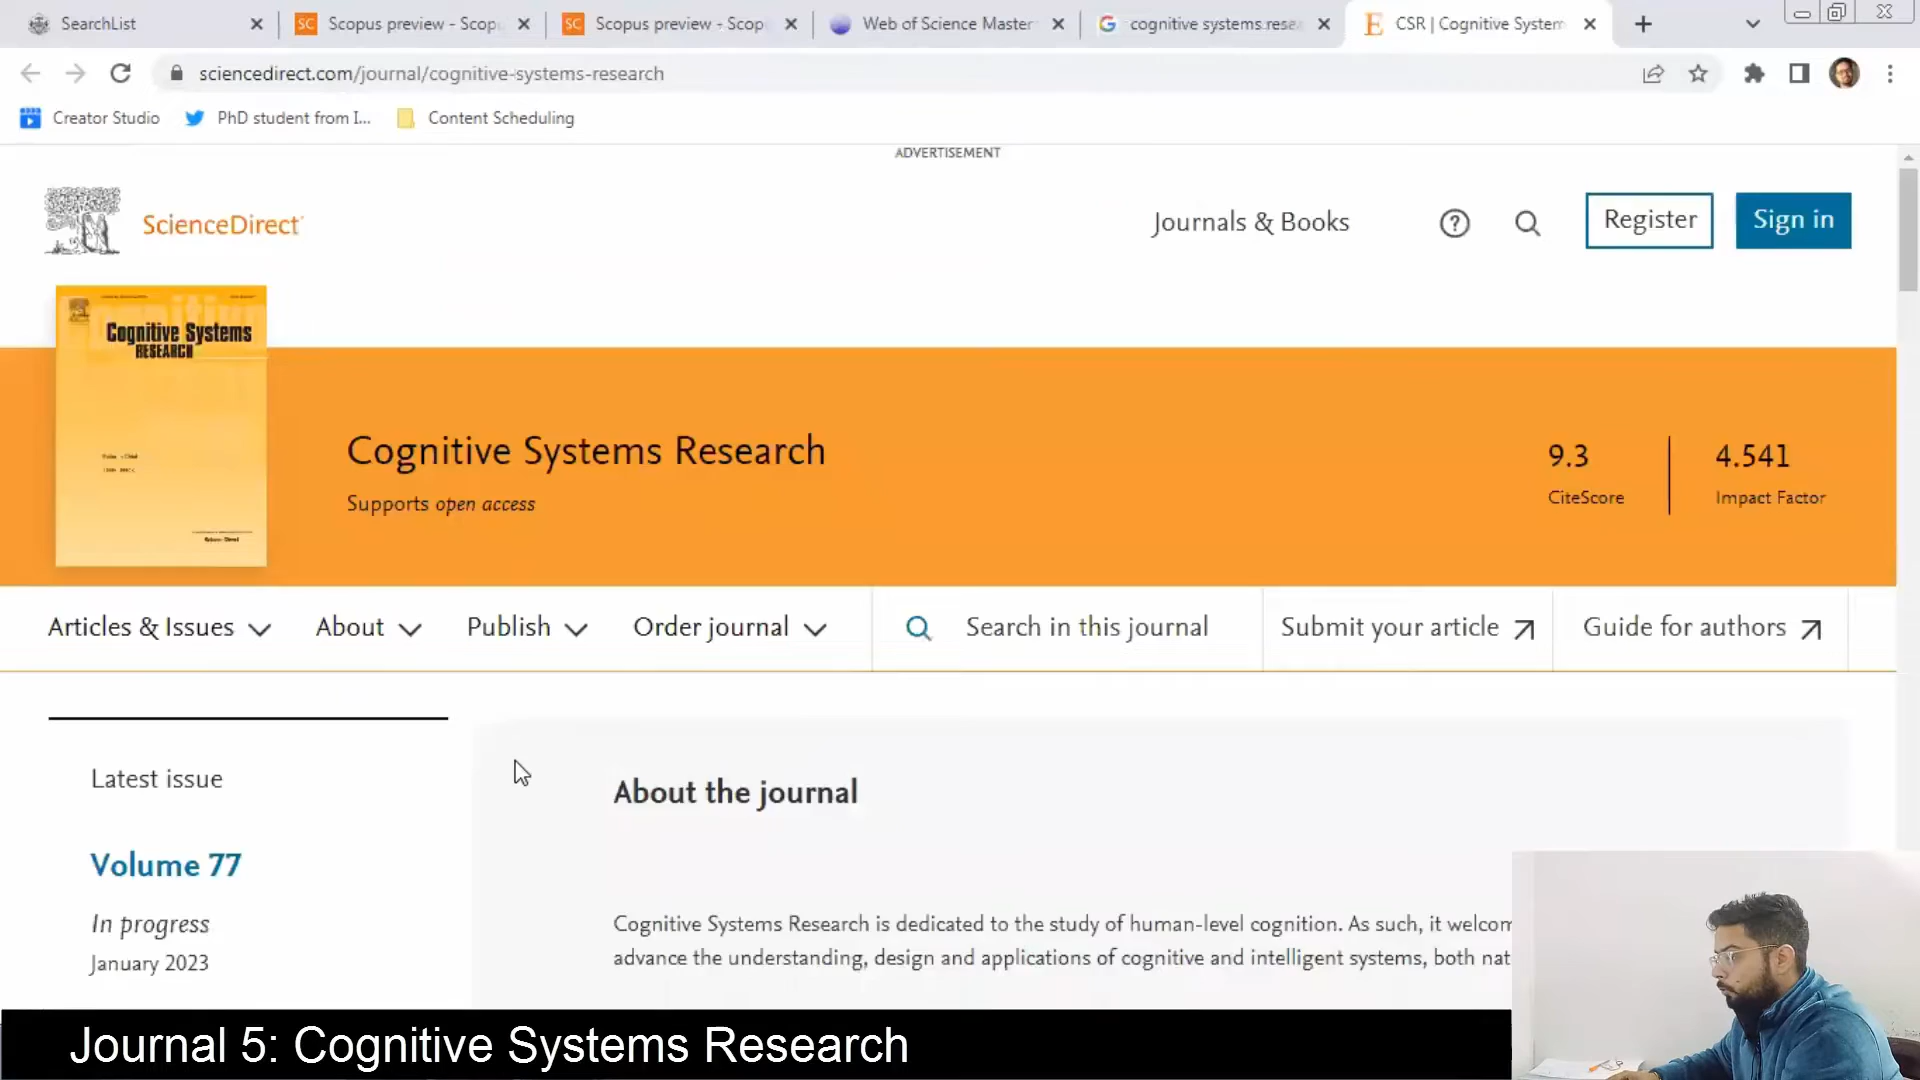 SearchList
SC Scopus preview - Scopu
SC Scopus preview - Scop
Web of Science Master
cognitive systems rese
CSR | Cognitive System
sciencedirect.com/journal/cognitive-systems-research
Creator Studio
PhD student from I...
Content Scheduling
ADVERTISEMENT
ScienceDirect
Journals & Books
Register
Sign in
Cognitive Systems
RESEARCH
Cognitive Systems Research
Supports open access
9.3
CiteScore
4.541
Impact Factor
Articles & Issues
About
Publish
Order journal
Search in this journal
Submit your article
Guide for authors
Latest issue
Volume 77
In progress
January 2023
About the journal
Cognitive Systems Research is dedicated to the study of human-level cognition. As such, it welcom
advance the understanding, design and applications of cognitive and intelligent systems, both nat
Journal 5: Cognitive Systems Research